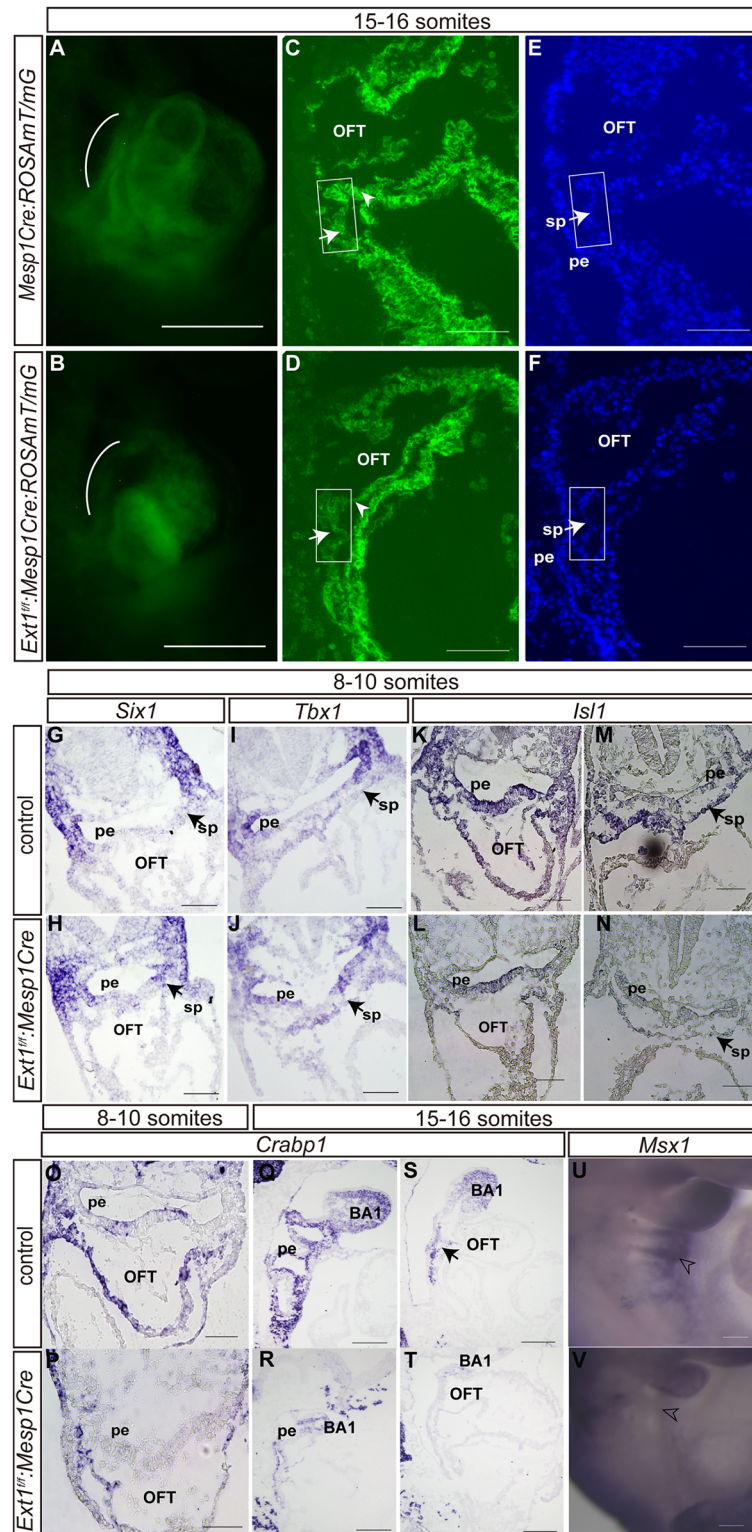 15-16 somites
Mesp1Cre:ROSAmT/mG
A
C
OFT
E
OFT
sp
pe
Ext1f/f:Mesp1Cre:ROSAmT/mG
B
D
OFT
F
OFT
sp
pe
8-10 somites
Six1
Tbx1
Isl1
control
G
pe
sp
OFT
I
pe
sp
K
pe
OFT
M
pe
sp
Ext1f/f:Mesp1Cre
H
pe
sp
OFT
J
pe
sp
L
pe
OFT
N
pe
sp
8-10 somites
15-16 somites
Crabp1
Msx1
control
O
pe
OFT
Q
BA1
pe
S
BA1
OFT
U
Ext1f/f:Mesp1Cre
P
pe
OFT
R
pe
BA1
T
BA1
OFT
V